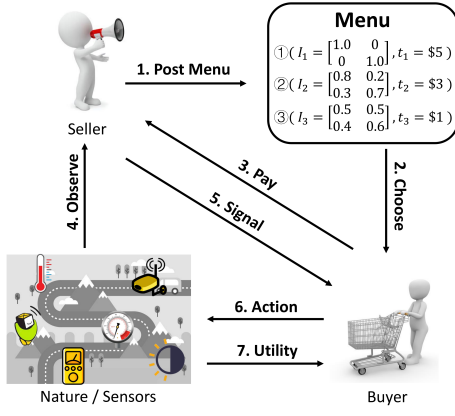 Menu
①(I₁ = [1.0 0
0 1.0], t₁ = $5)
②(I₂ = [0.8 0.2
0.3 0.7], t₂ = $3)
③(I₃ = [0.5 0.5
0.4 0.6], t₃ = $1)
1. Post Menu
Seller
2. Choose
3. Pay
4. Observe
5. Signal
6. Action
7. Utility
Nature / Sensors
Buyer